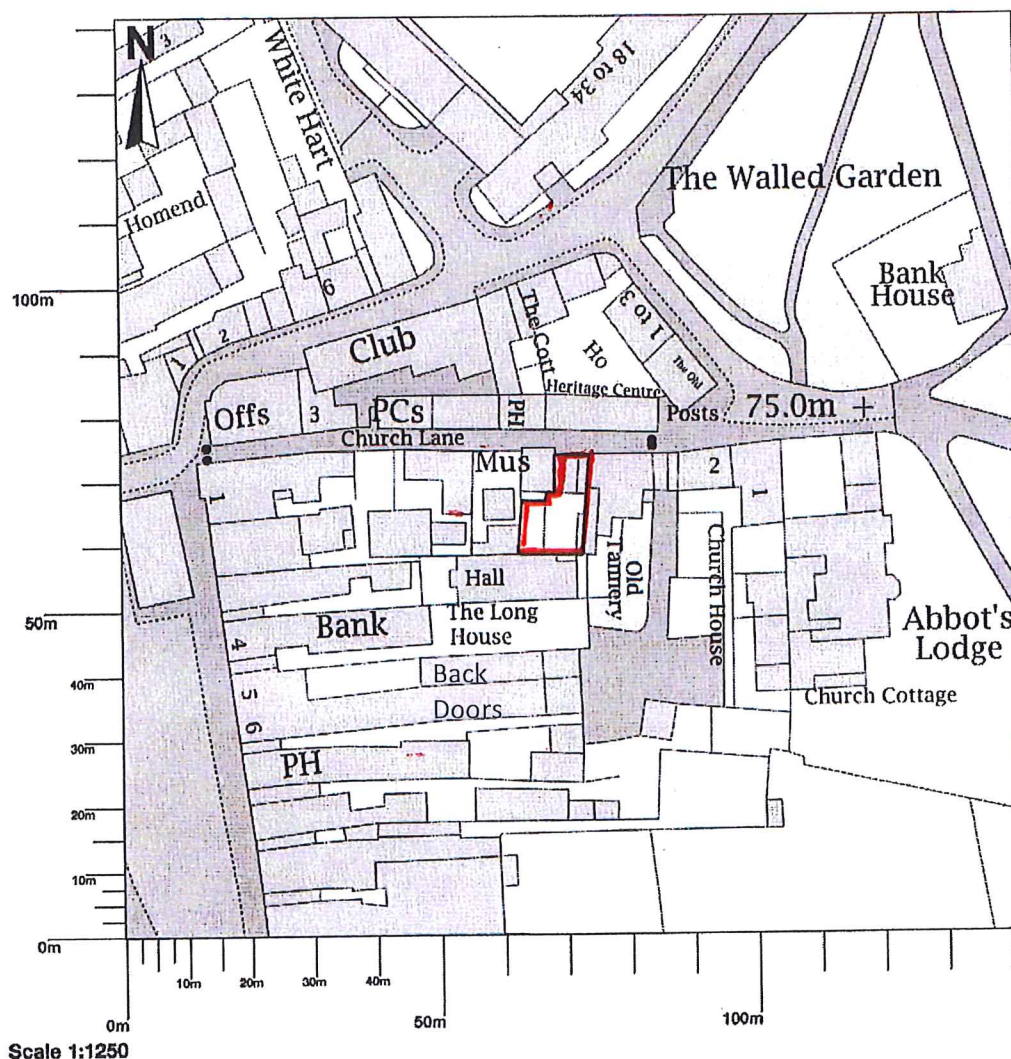 N
3
White Hart
18 to 34
The Walled Garden
Homend
Bank
House
100m
6
2
1
The Cott
1 to 3
Ho
Club
Heritage Centre
Offs
3
PCs
PH
Posts
75.0m +
Church Lane
Mus
2
1
1
Hall
Old
Tannery
Church House
50m
The Long
House
Bank
4
Abbot's
Lodge
40m
5
Back
Doors
Church Cottage
6
30m
PH
20m
10m
0m
10m
20m
30m
40m
0m
50m
100m
Scale 1:1250